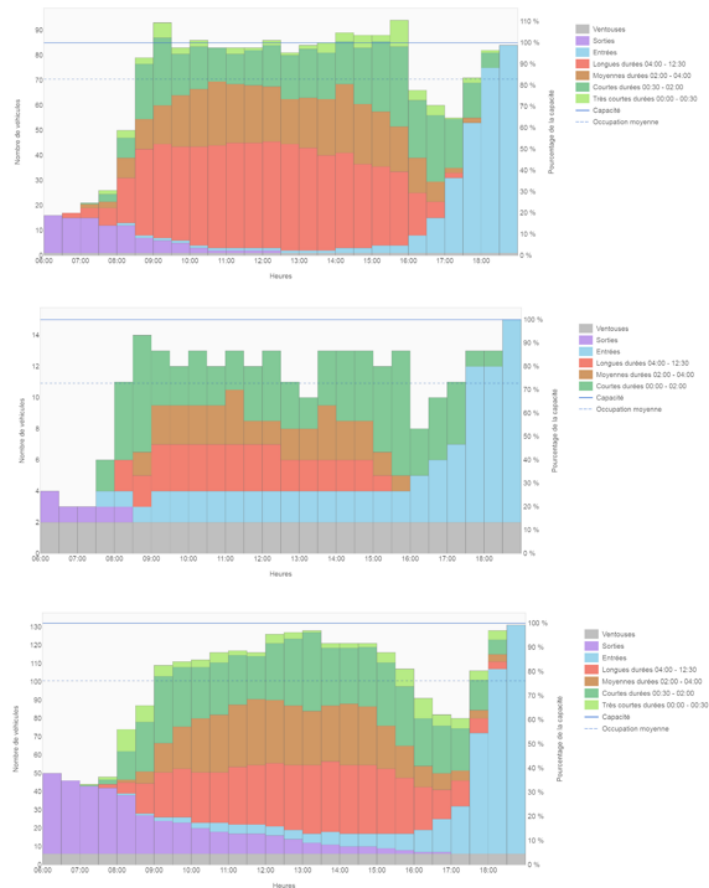 Nombre de véhicules
90
80
70
60
50
40
30
20
10
0
06:00 07:00 08:00 09:00 10:00 11:00 12:00 13:00 14:00 15:00 16:00 17:00 18:00
Heures
110 %
100 %
90 %
80 %
70 %
60 %
50 %
40 %
30 %
20 %
10 %
0 %
Pourcentage de la capacité
Ventouses
Sorties
Entrées
Longues durées 04:00 - 12:30
Moyennes durées 02:00 - 04:00
Courtes durées 00:30 - 02:00
Très courtes durées 00:00 - 00:30
Capacité
Occupation moyenne
Nombre de véhicules
14
12
10
8
6
4
2
0
06:00 07:00 08:00 09:00 10:00 11:00 12:00 13:00 14:00 15:00 16:00 17:00 18:00
Heures
100 %
90 %
80 %
70 %
60 %
50 %
40 %
30 %
20 %
10 %
0 %
Pourcentage de la capacité
Ventouses
Sorties
Entrées
Longues durées 04:00 - 12:30
Moyennes durées 02:00 - 04:00
Courtes durées 00:00 - 02:00
Capacité
Occupation moyenne
Nombre de véhicules
130
120
110
100
90
80
70
60
50
40
30
20
10
0
06:00 07:00 08:00 09:00 10:00 11:00 12:00 13:00 14:00 15:00 16:00 17:00 18:00
Heures
100 %
90 %
80 %
70 %
60 %
50 %
40 %
30 %
20 %
10 %
0 %
Pourcentage de la capacité
Ventouses
Sorties
Entrées
Longues durées 04:00 - 12:30
Moyennes durées 02:00 - 04:00
Courtes durées 00:30 - 02:00
Très courtes durées 00:00 - 00:30
Capacité
Occupation moyenne